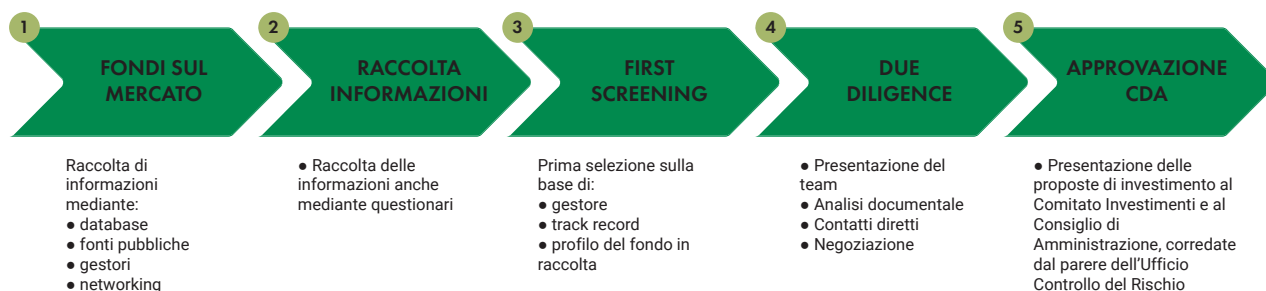 1
FONDI SUL
MERCATO
Raccolta di
informazioni
mediante:
● database
● fonti pubbliche
● gestori
● networking
2
RACCOLTA
INFORMAZIONI
● Raccolta delle
informazioni anche
mediante questionari
3
FIRST
SCREENING
Prima selezione sulla
base di:
● gestore
● track record
● profilo del fondo in
raccolta
4
DUE
DILIGENCE
● Presentazione del
team
● Analisi documentale
● Contatti diretti
● Negoziazione
5
APPROVAZIONE
CDA
● Presentazione delle
proposte di investimento al
Comitato Investimenti e al
Consiglio di
Amministrazione, corredate
dal parere dell’Ufficio
Controllo del Rischio